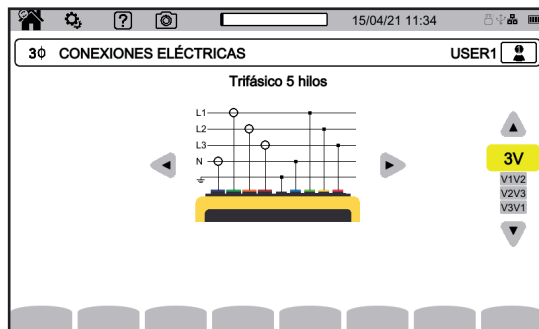 ? 15/04/21 11:34
3Φ CONEXIONES ELÉCTRICAS USER1
Trifásico 5 hilos
L1
L2
L3
N
3V
V1V2
V2V3
V3V1